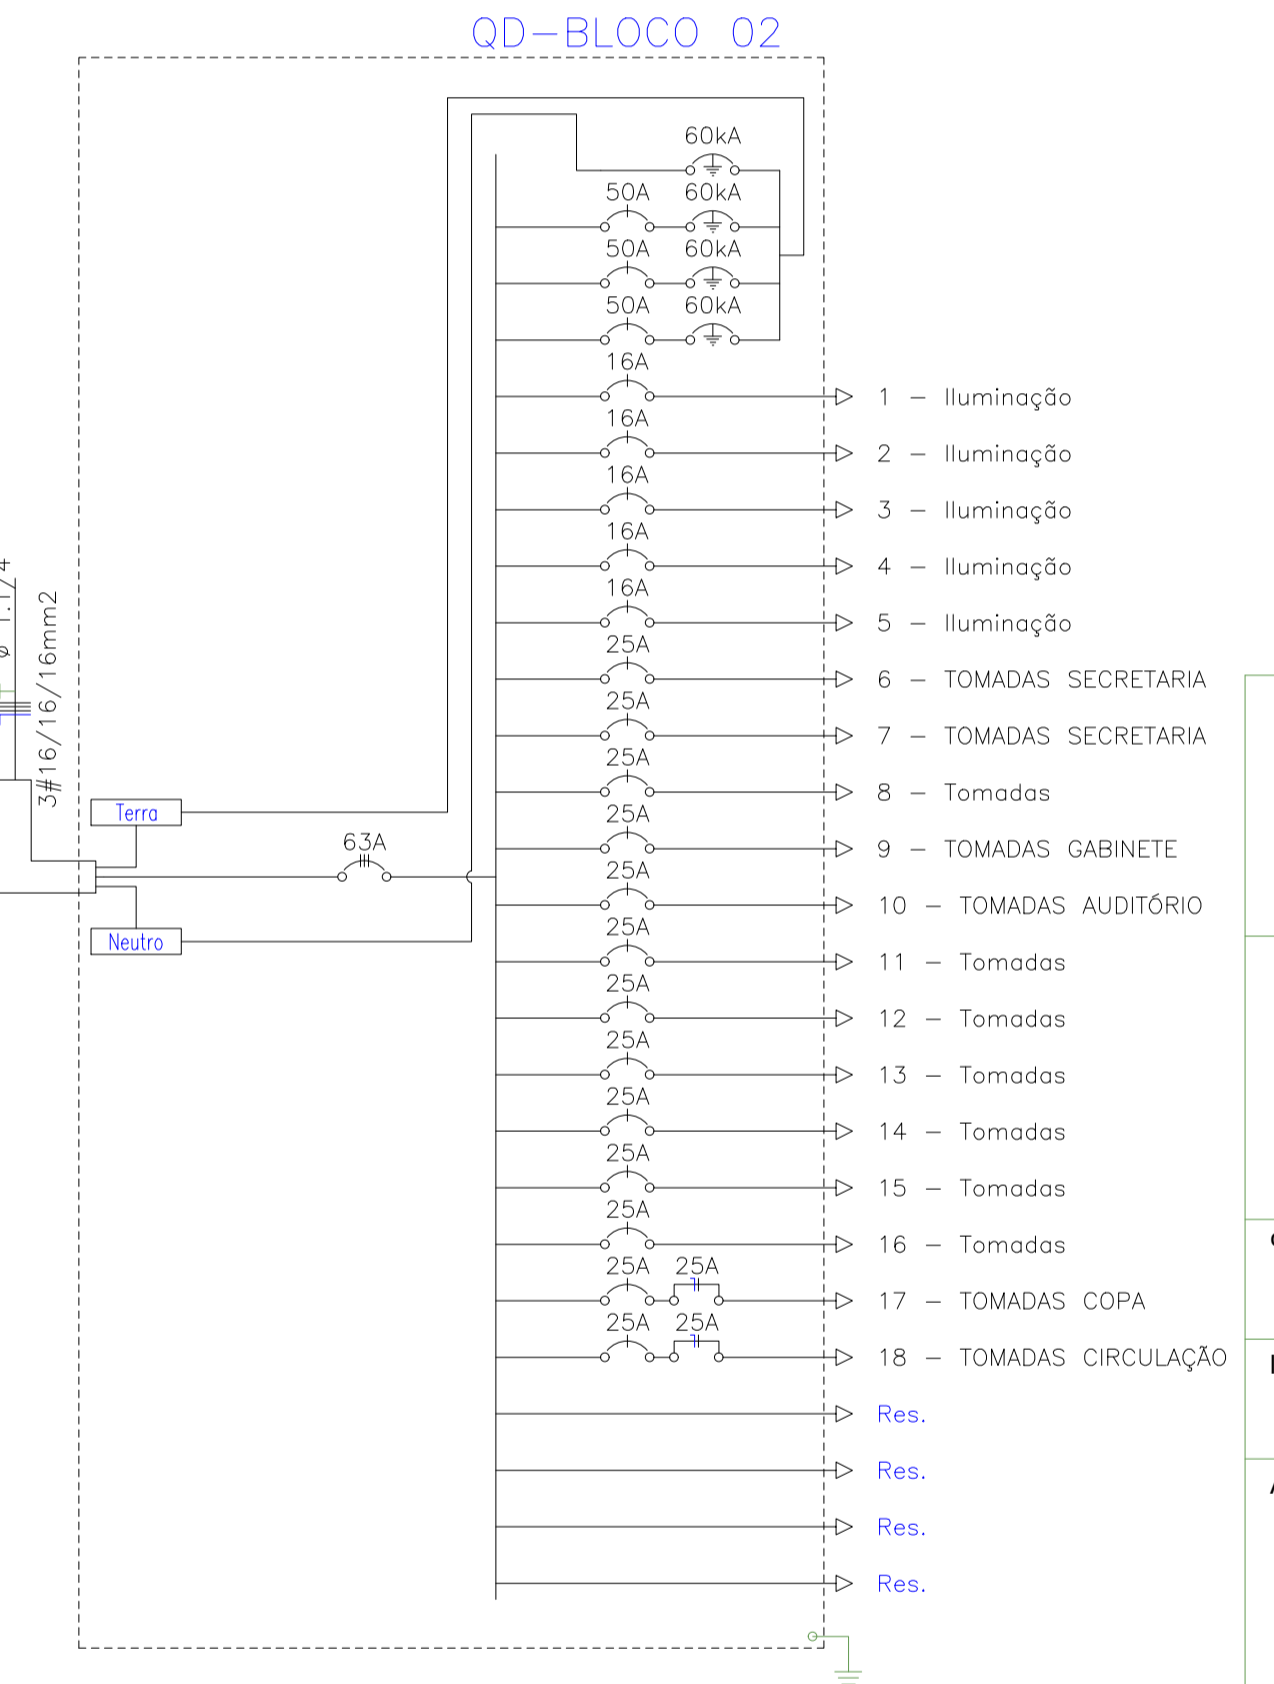 QD-BLOCO 02
60kA
50A 60kA
50A 60kA
50A 60kA
16A
1 - Iluminação
16A
2 - Iluminação
16A
3 - Iluminação
16A
4 - Iluminação
16A
5 - Iluminação
25A
6 - TOMADAS SECRETARIA
25A
7 - TOMADAS SECRETARIA
25A
8 - Tomadas
25A
9 - TOMADAS GABINETE
25A
10 - TOMADAS AUDITÓRIO
25A
11 - Tomadas
25A
12 - Tomadas
25A
13 - Tomadas
25A
14 - Tomadas
25A
15 - Tomadas
25A
16 - Tomadas
25A 25A
17 - TOMADAS COPA
25A 25A
18 - TOMADAS CIRCULAÇÃO
Res.
Res.
Res.
Res.
ø 1.1/4
3#16/16/16mm2
Terra
63A
Neutro